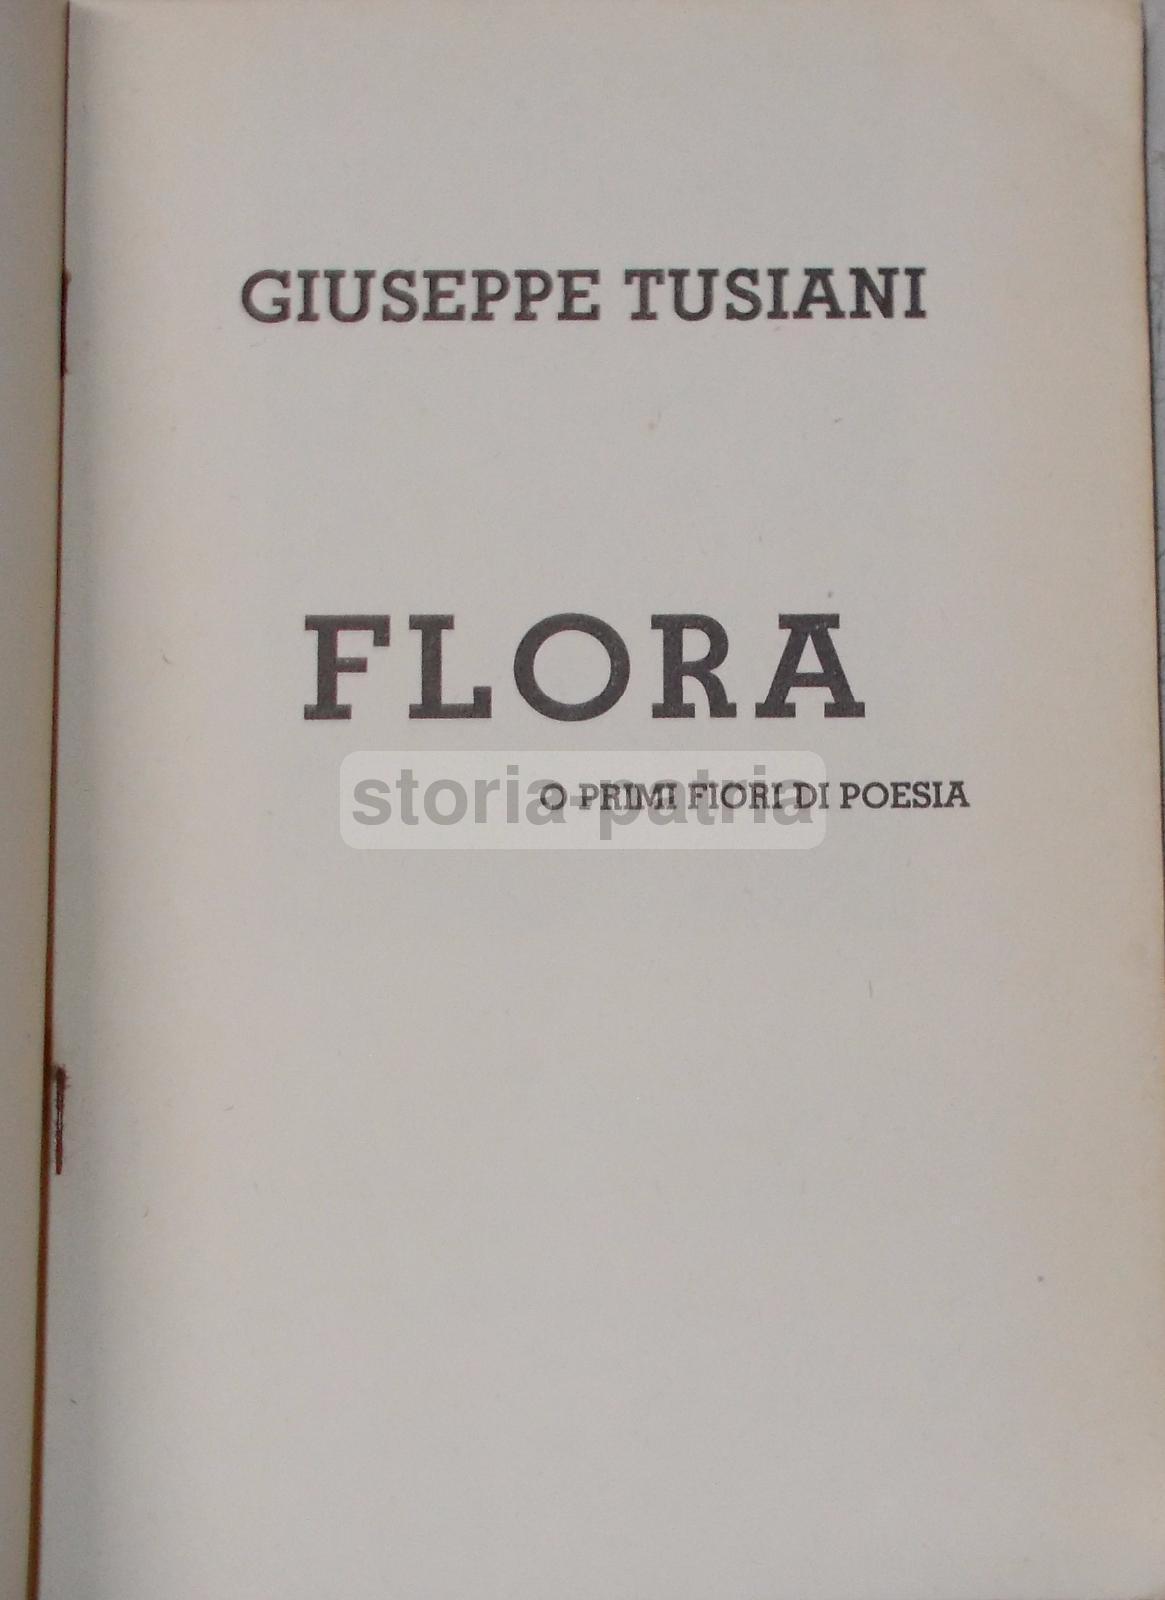 GIUSEPPE TUSIANI
FLORA
storia-patria
O PRIMI FIORI DI POESIA